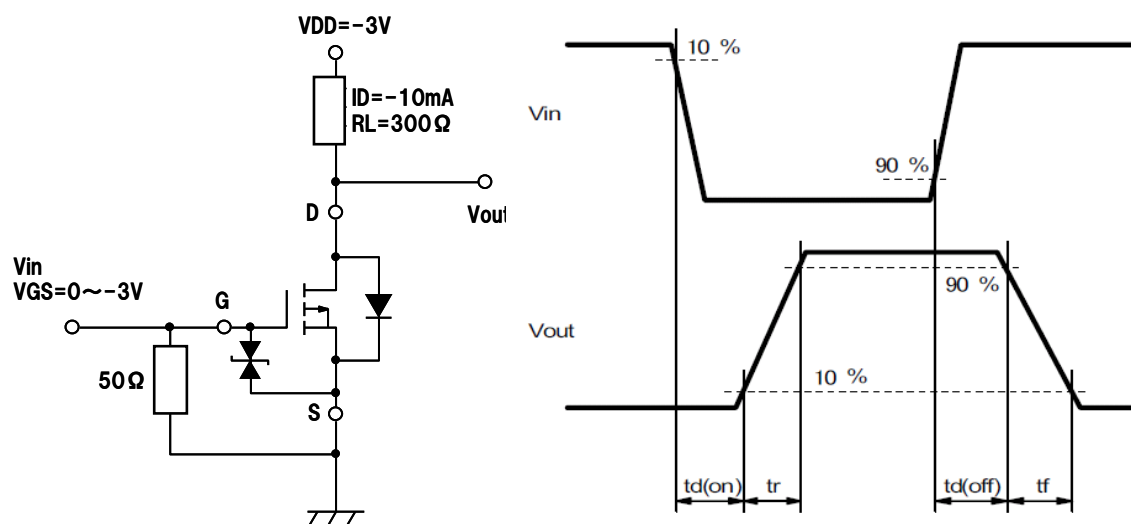 VDD=-3V
ID=-10mA
RL=300Ω
D
Vout
Vin
VGS=0～-3V
G
50Ω
S
10 %
Vin
90 %
90 %
Vout
10 %
td(on)
tr
td(off)
tf